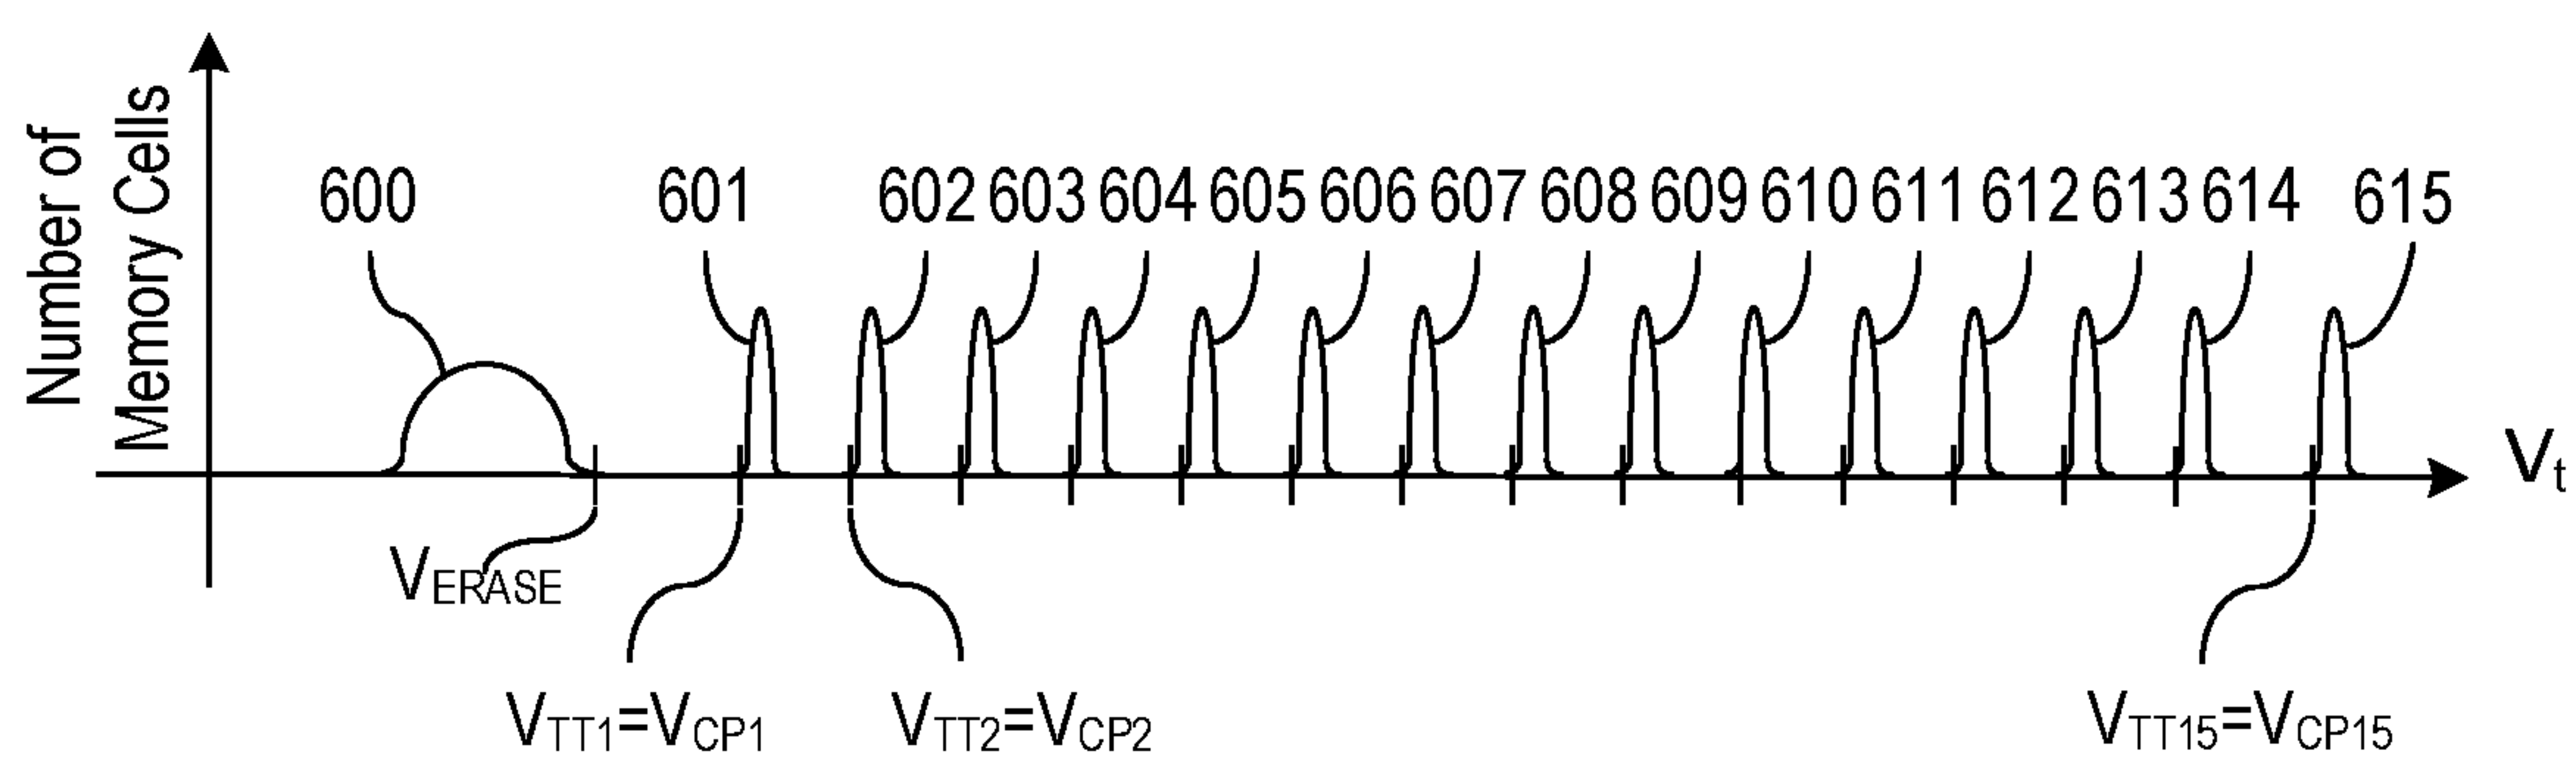 Number of
Memory Cells
600 601 602 603 604 605 606 607 608 609 610 611 612 613 614 615
Vt
VERASE
VTT1=VCP1 VTT2=VCP2 VTT15=VCP15